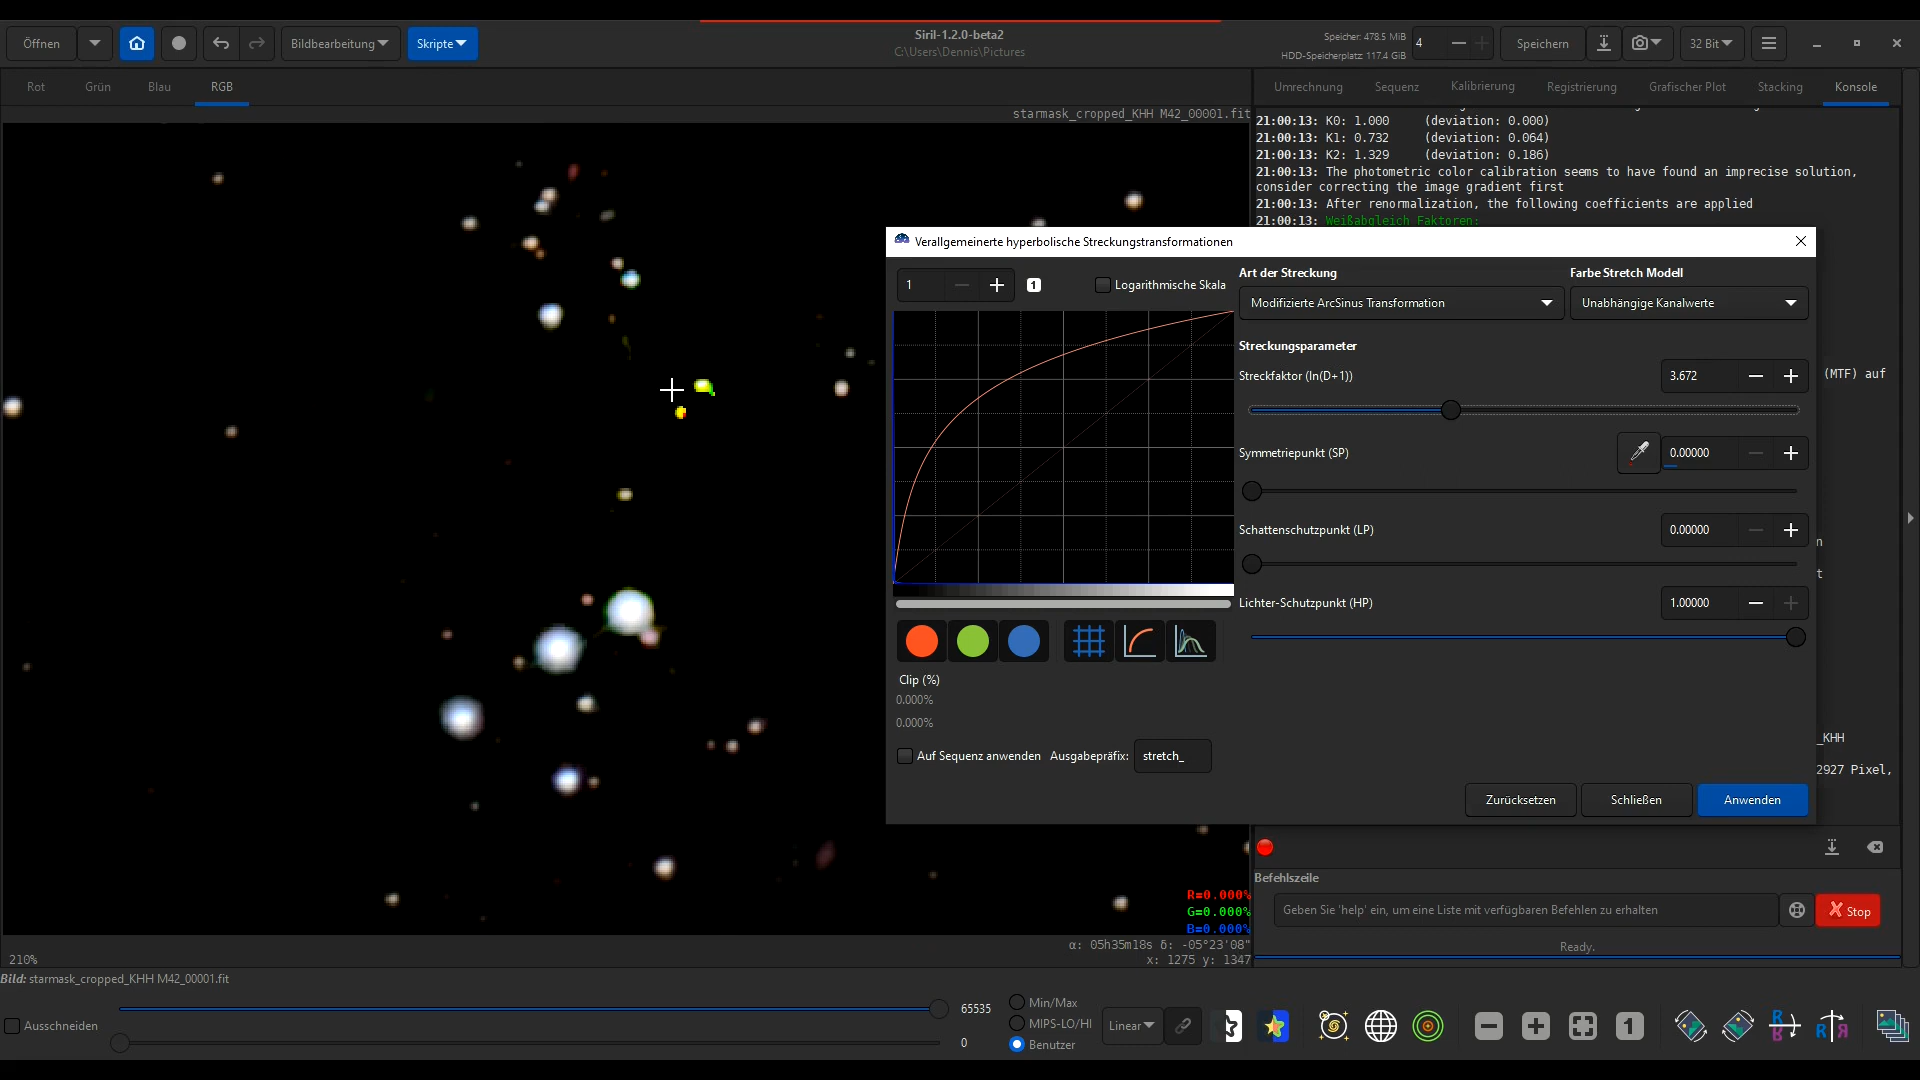 Öffnen
Bildbearbeitung
Skripte
Siril-1.2.0-beta2
C:\Users\Dennis\Pictures
Speicher: 478.5 MiB
HDD-Speicherplatz: 117.4 GiB
4
Speichern
32 Bit
Rot
Grün
Blau
RGB
Umrechnung
Sequenz
Kalibrierung
Registrierung
Grafischer Plot
Stacking
Konsole
starmask_cropped_KHH M42_00001.fit
21:00:13: K0: 1.000 (deviation: 0.000)
21:00:13: K1: 0.732 (deviation: 0.064)
21:00:13: K2: 1.329 (deviation: 0.186)
21:00:13: The photometric color calibration seems to have found an imprecise solution,
consider correcting the image gradient first
21:00:13: After renormalization, the following coefficients are applied
21:00:13: Weißabgleich Faktoren:
(MTF) auf
n
t
_KHH
2927 Pixel,
Verallgemeinerte hyperbolische Streckungstransformationen
1
1
Logarithmische Skala
Art der Streckung
Farbe Stretch Modell
Modifizierte ArcSinus Transformation
Unabhängige Kanalwerte
Streckungsparameter
Streckfaktor (ln(D+1))
3.672
Symmetriepunkt (SP)
0.00000
Schattenschutzpunkt (LP)
0.00000
Lichter-Schutzpunkt (HP)
1.00000
Clip (%)
0.000%
0.000%
Auf Sequenz anwenden
Ausgabepräfix:
stretch_
Zurücksetzen
Schließen
Anwenden
R=0.000%
G=0.000%
B=0.000%
α: 05h35m18s δ: -05°23'08"
210%
x: 1275 y: 1347
Befehlszeile
Geben Sie 'help' ein, um eine Liste mit verfügbaren Befehlen zu erhalten
Stop
Ready.
Bild: starmask_cropped_KHH M42_00001.fit
Ausschneiden
65535
0
Min/Max
MIPS-LO/HI
Benutzer
Linear
1
R
R
R
R